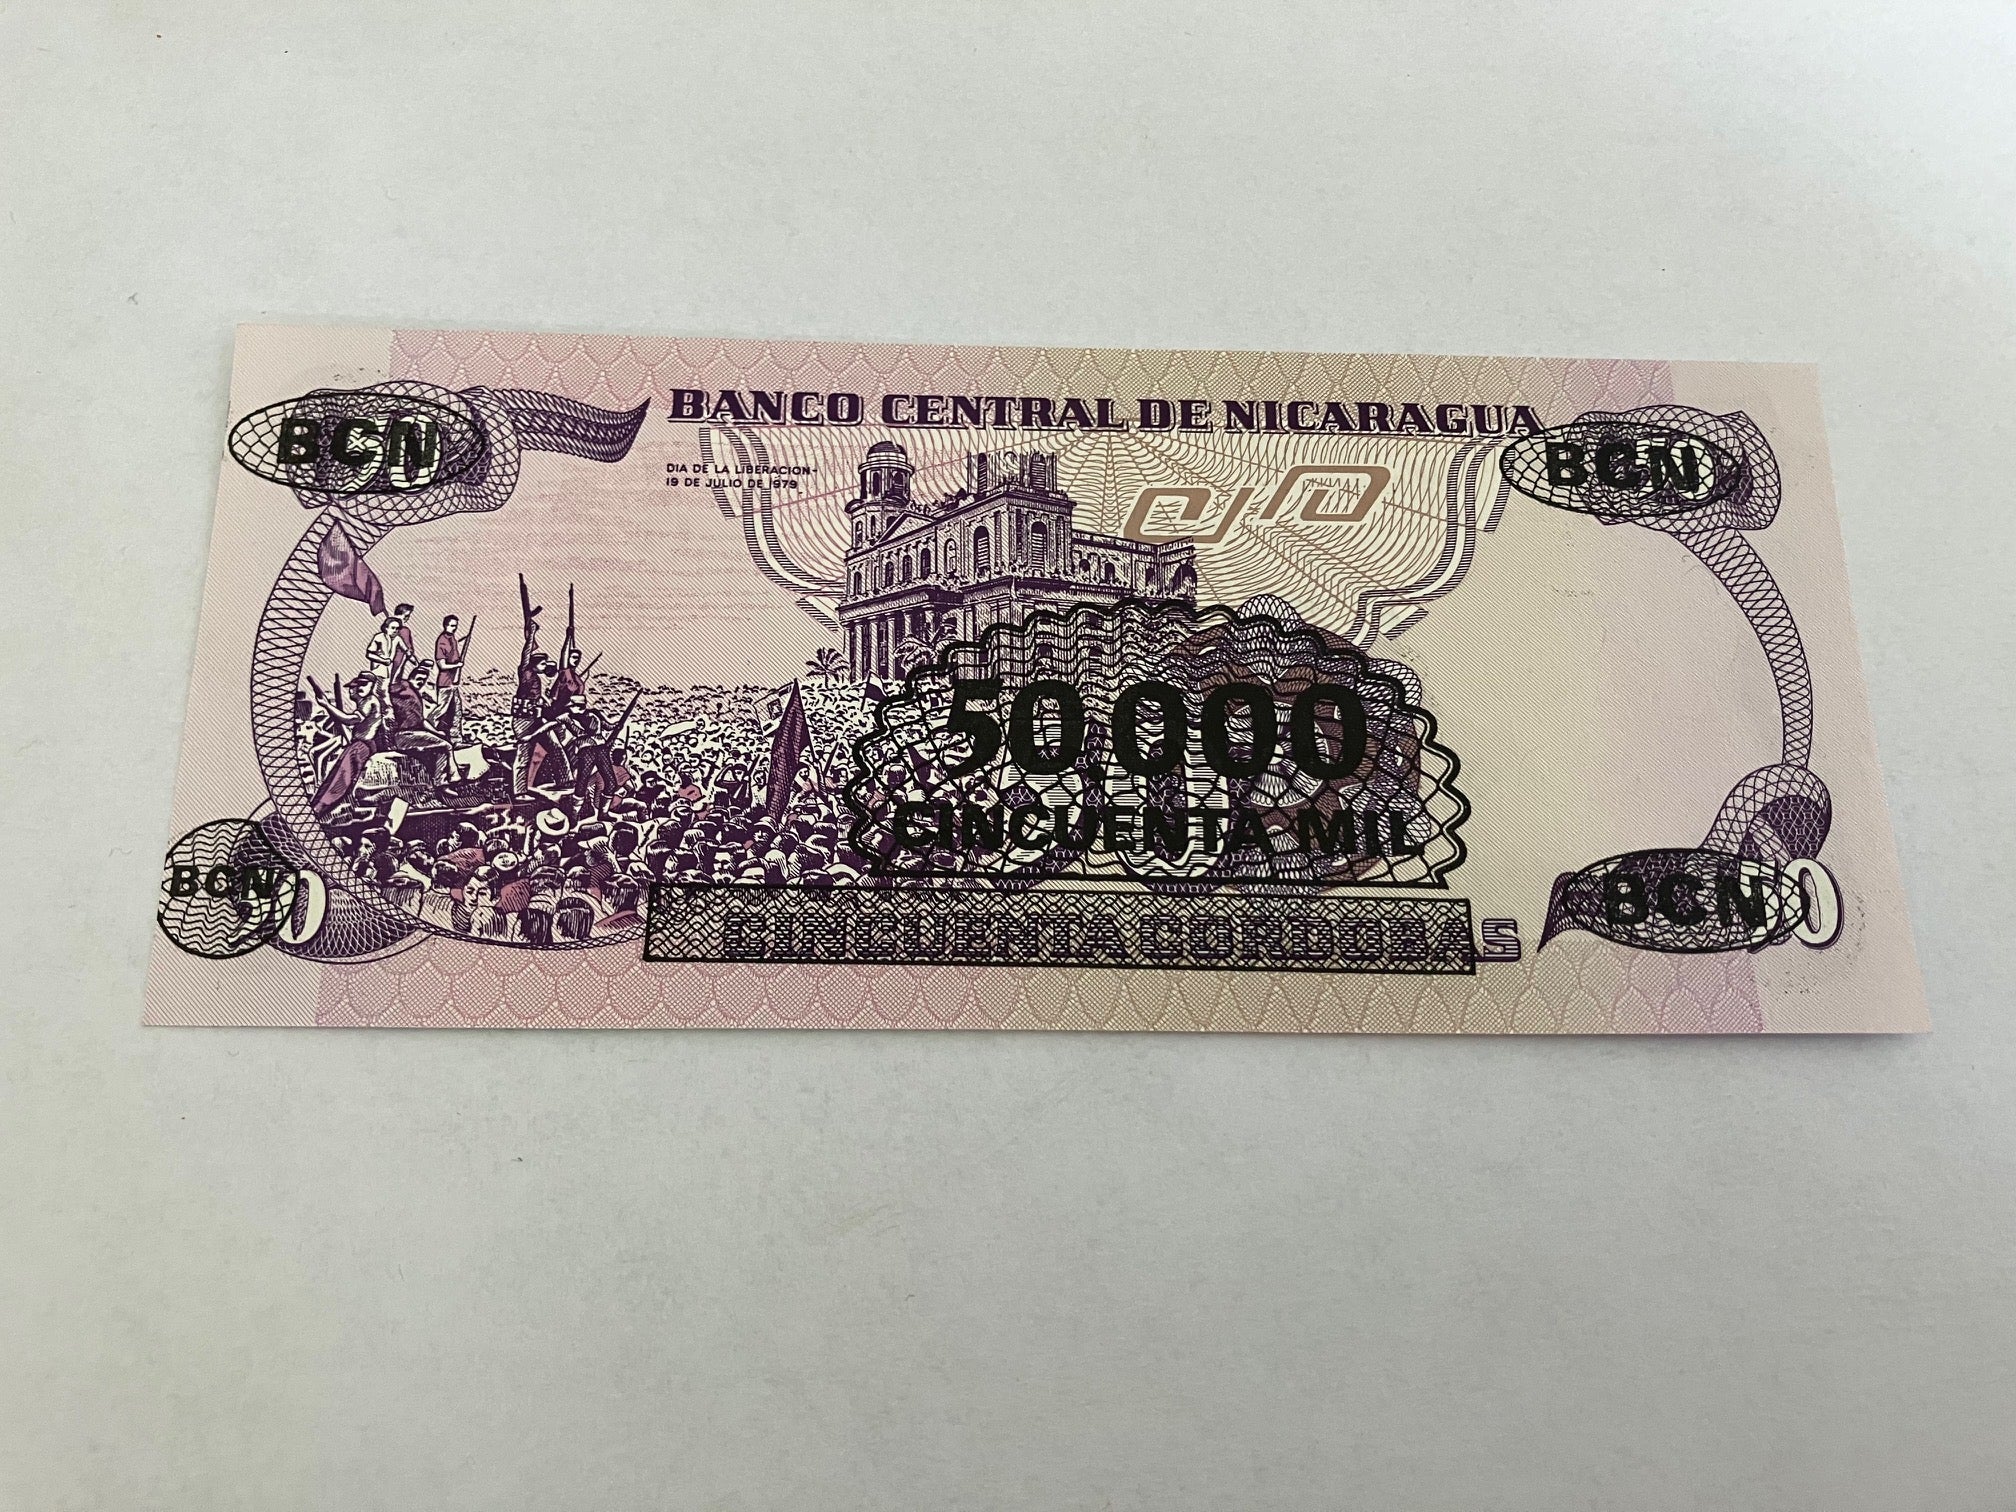 BANCO CENTRAL DE NICARAGUA
BCN
BCN
DIA DE LA LIBERACION-
19 DE JULIO DE 1979
50.000
CINCUENTA MIL
BCN
BCN
CINCUENTA CORDOBAS